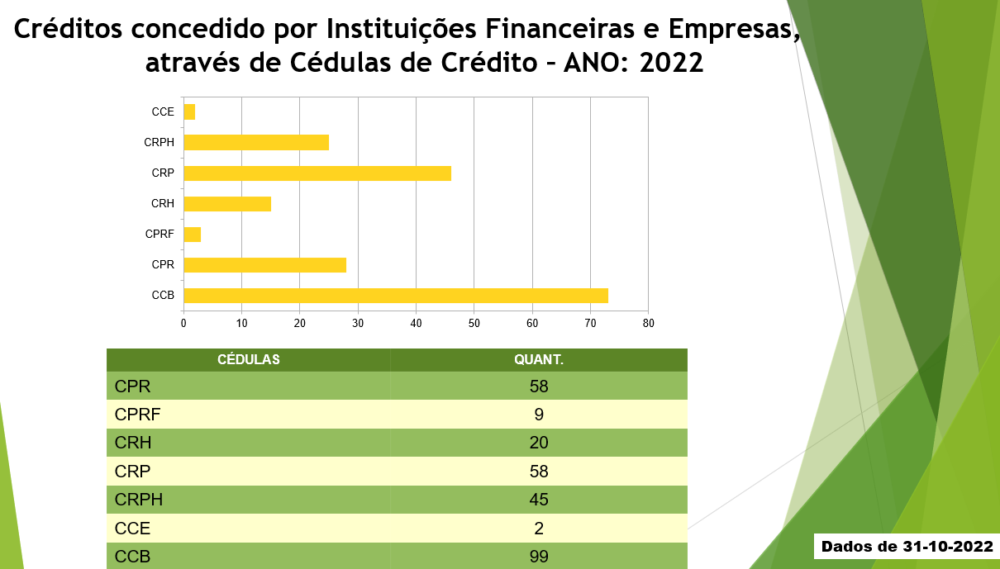 Créditos concedido por Instituições Financeiras e Empresas,
através de Cédulas de Crédito – ANO: 2022
CCE
CRPH
CRP
CRH
CPRF
CPR
CCB
0 10 20 30 40 50 60 70 80
CÉDULAS QUANT.
CPR 58
CPRF 9
CRH 20
CRP 58
CRPH 45
CCE 2
CCB 99
Dados de 31-10-2022